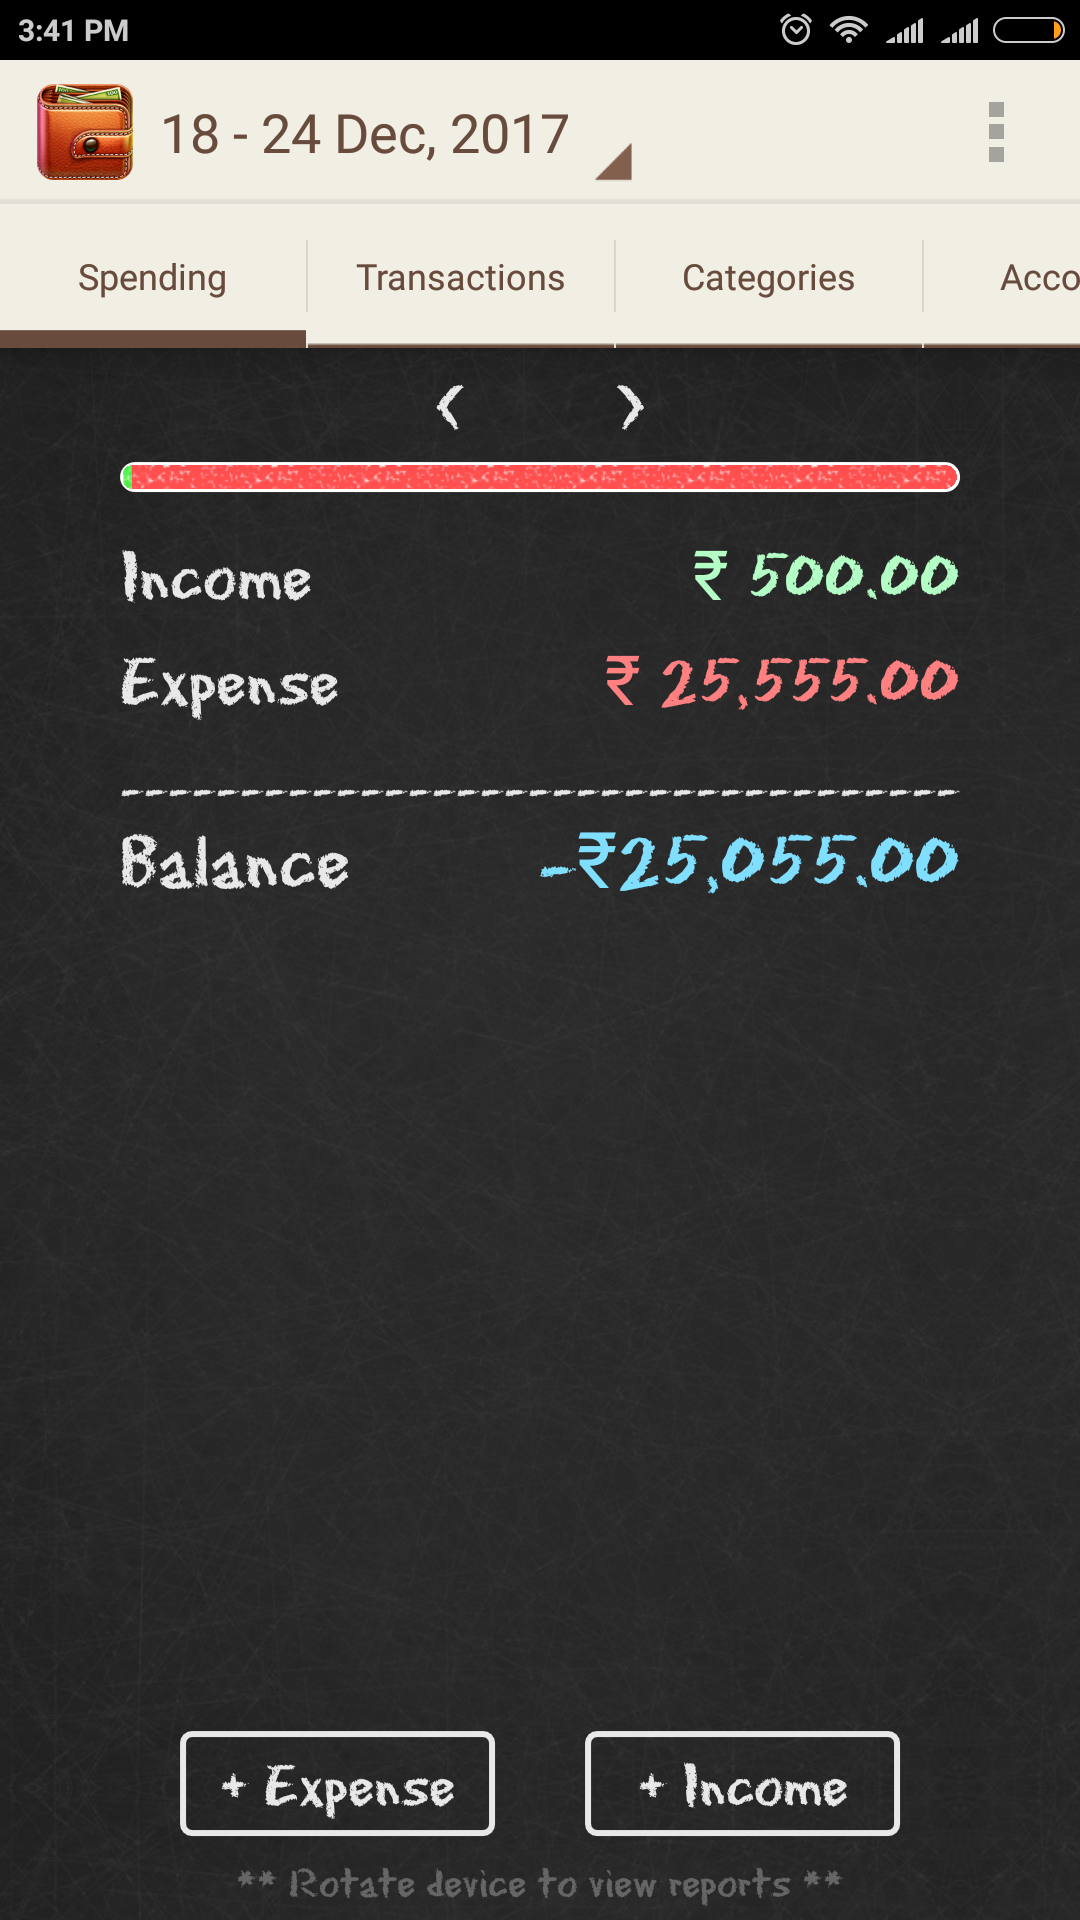 3:41 PM
18 - 24 Dec, 2017
Spending Transactions Categories Acco
Income ₹ 500.00
Expense ₹ 25,555.00
Balance -₹25,055.00
+ Expense + Income
** Rotate device to view reports **